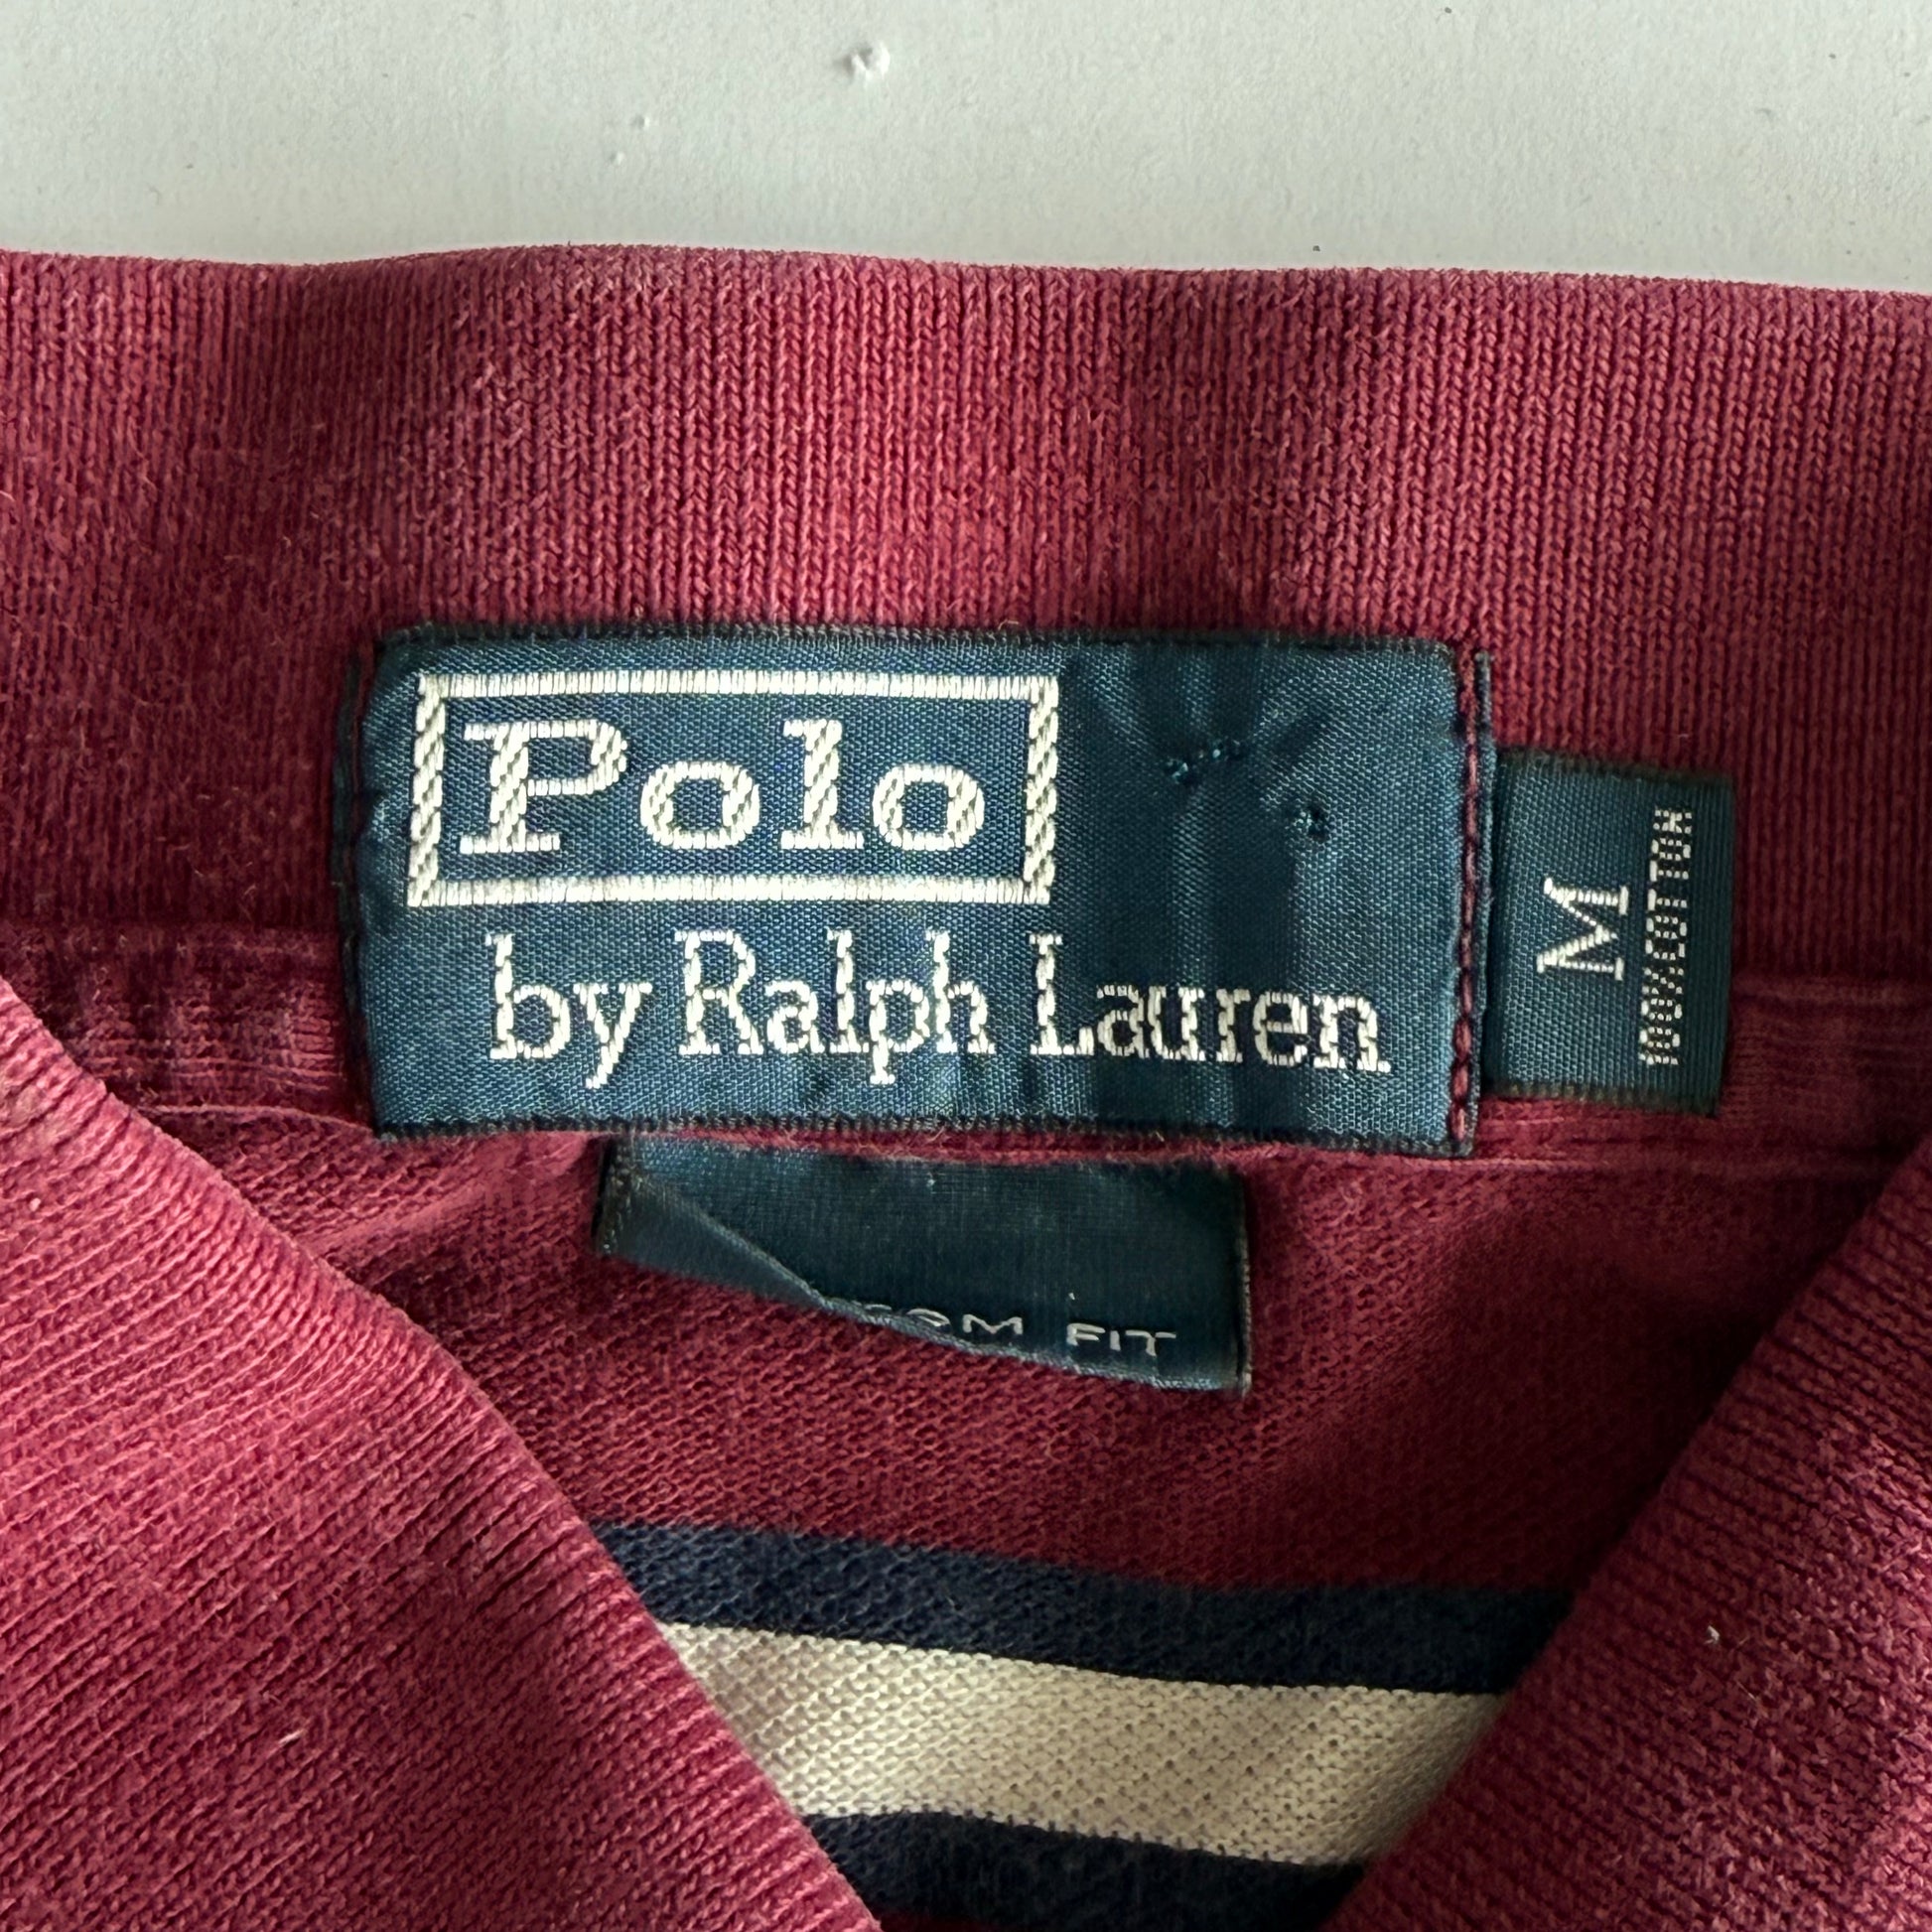 Polo
by Ralph Lauren
M
100% COTTON
FIT